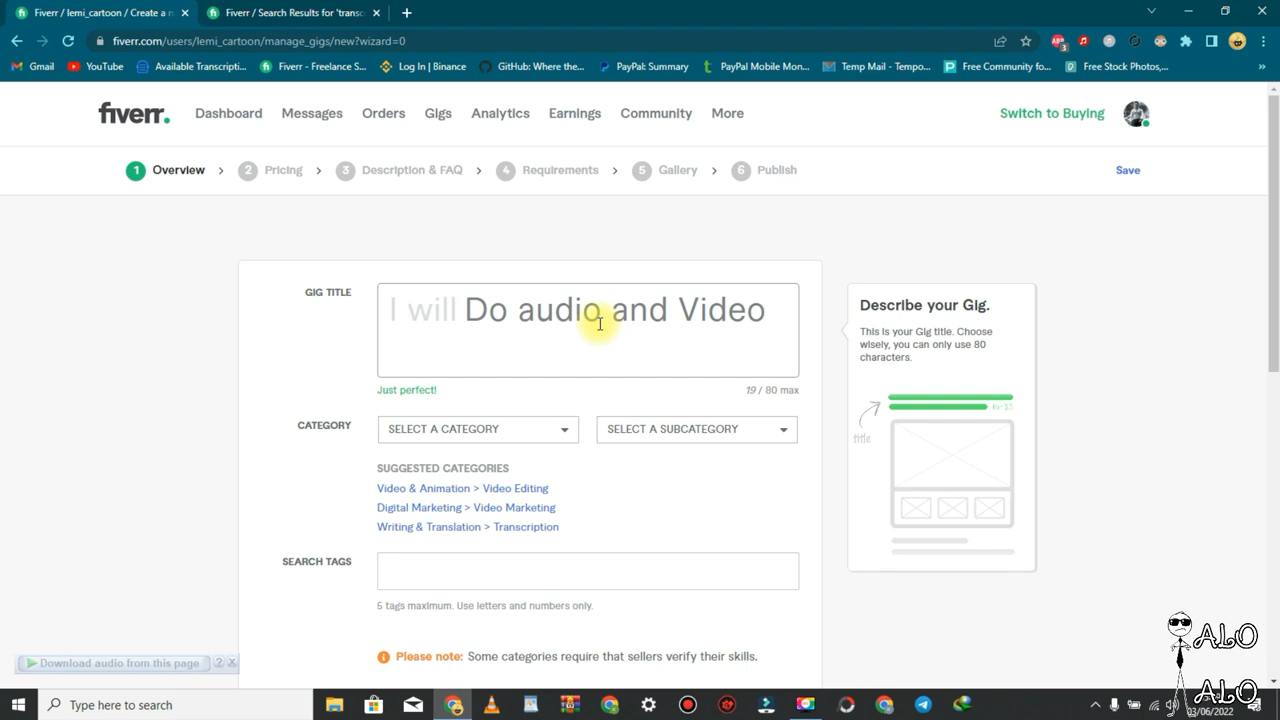 Fiverr / lemi_cartoon / Create a n
Fiverr / Search Results for 'transc
fiverr.com/users/lemi_cartoon/manage_gigs/new?wizard=0
Gmail
YouTube
Available Transcripti...
Fiverr - Freelance S...
Log In | Binance
GitHub: Where the...
PayPal: Summary
PayPal Mobile Mon...
Temp Mail - Tempo...
Free Community fo...
Free Stock Photos,...
fiverr.
Dashboard
Messages
Orders
Gigs
Analytics
Earnings
Community
More
Switch to Buying
1 Overview
2 Pricing
3 Description & FAQ
4 Requirements
5 Gallery
6 Publish
Save
GIG TITLE
I will Do audio and Video
Just perfect!
19 / 80 max
Describe your Gig.
This is your Gig title. Choose
wisely, you can only use 80
characters.
title
CATEGORY
SELECT A CATEGORY
SELECT A SUBCATEGORY
SUGGESTED CATEGORIES
Video & Animation > Video Editing
Digital Marketing > Video Marketing
Writing & Translation > Transcription
SEARCH TAGS
5 tags maximum. Use letters and numbers only.
Please note: Some categories require that sellers verify their skills.
Download audio from this page
ALO
ALO
Type here to search
03/06/2022